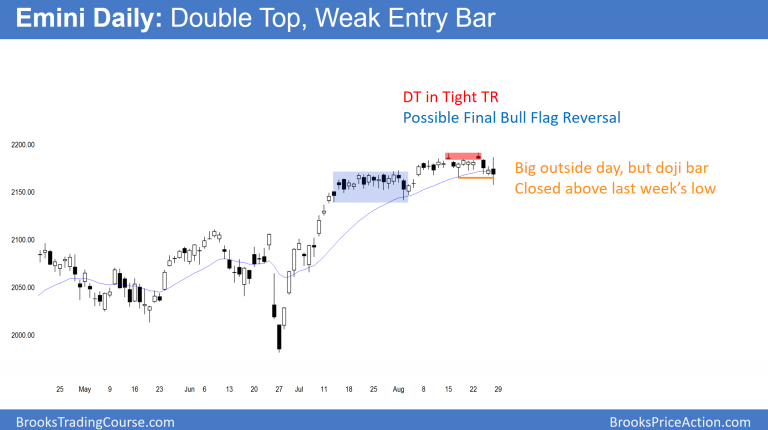 Emini Daily: Double Top, Weak Entry Bar
DT in Tight TR
Possible Final Bull Flag Reversal
Big outside day, but doji bar
Closed above last week's low
2200.00
2150.00
2100.00
2050.00
2000.00
25 May 9 16 23 Jun 6 13 20 27 Jul 11 18 25 Aug 8 15 22 29
BrooksTradingCourse.com BrooksPriceAction.com